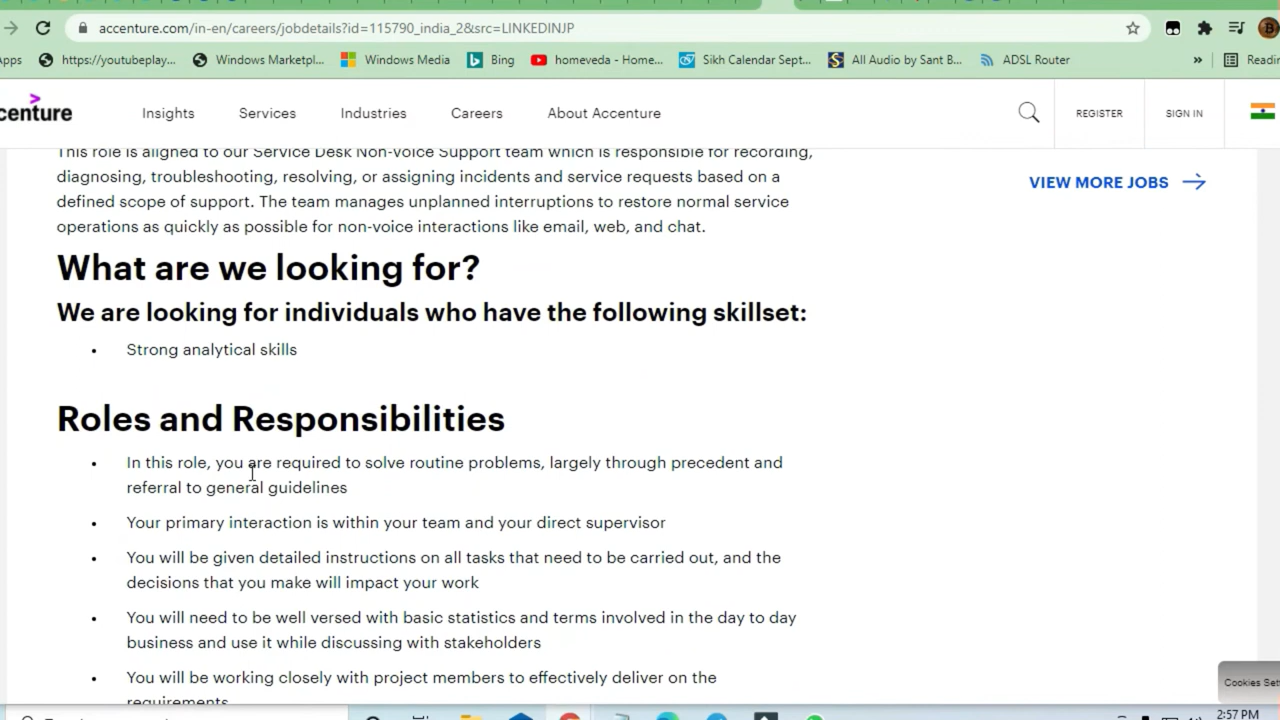 accenture.com/in-en/careers/jobdetails?id=115790_india_2&src=LINKEDINJP
https://youtubeplay... Windows Marketpl... Windows Media Bing homeveda - Home... Sikh Calendar Sept... All Audio by Sant B... ADSL Router »
Insights Services Industries Careers About Accenture REGISTER SIGN IN
This role is aligned to our Service Desk Non-Voice Support team which is responsible for recording,
diagnosing, troubleshooting, resolving, or assigning incidents and service requests based on a
defined scope of support. The team manages unplanned interruptions to restore normal service
operations as quickly as possible for non-voice interactions like email, web, and chat.
VIEW MORE JOBS
What are we looking for?
We are looking for individuals who have the following skillset:
• Strong analytical skills
Roles and Responsibilities
• In this role, you are required to solve routine problems, largely through precedent and
referral to general guidelines
• Your primary interaction is within your team and your direct supervisor
• You will be given detailed instructions on all tasks that need to be carried out, and the
decisions that you make will impact your work
• You will need to be well versed with basic statistics and terms involved in the day to day
business and use it while discussing with stakeholders
• You will be working closely with project members to effectively deliver on the
requirements
Cookies Set
2:57 PM